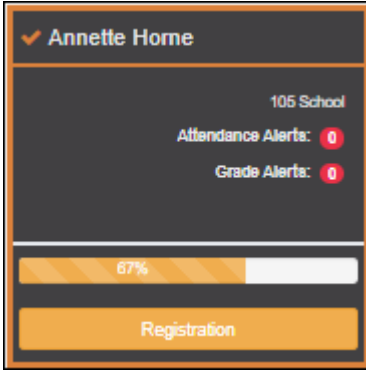 Annette Horne
105 School
Attendance Alerts: 0
Grade Alerts: 0
67%
Registration